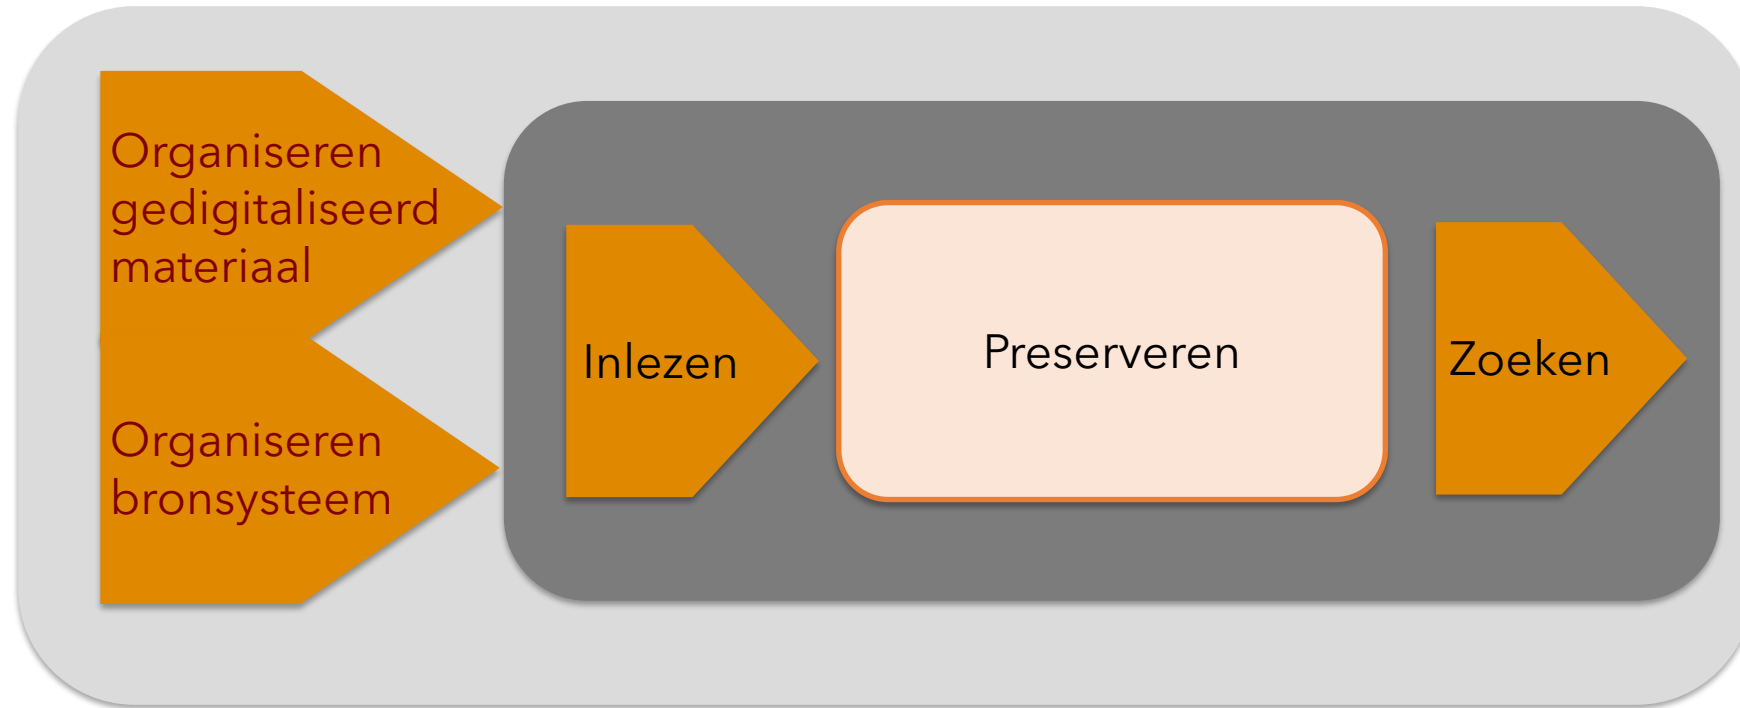 Organiseren
gedigitaliseerd
materiaal
Organiseren
bronsysteem
Inlezen
Preserveren
Zoeken